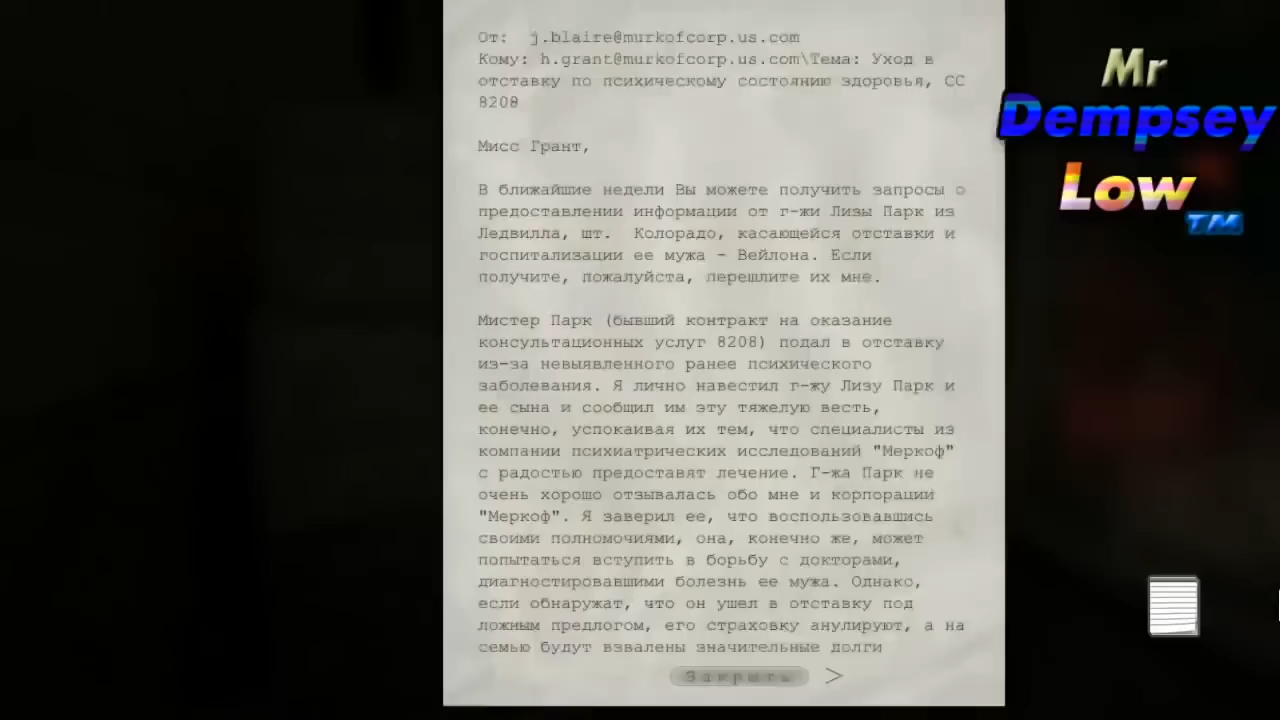 От:  j.blaire@murkofcorp.us.com
Кому: h.grant@murkofcorp.us.com\Тема: Уход в
отставку по психическому состоянию здоровья, СС
8208
Мисс Грант,
В ближайшие недели Вы можете получить запросы о
предоставлении информации от г-жи Лизы Парк из
Ледвилла, шт.  Колорадо, касающейся отставки и
госпитализации ее мужа - Вейлона. Если
получите, пожалуйста, перешлите их мне.
Мистер Парк (бывший контракт на оказание
консультационных услуг 8208) подал в отставку
из-за невыявленного ранее психического
заболевания. Я лично навестил г-жу Лизу Парк и
ее сына и сообщил им эту тяжелую весть,
конечно, успокаивая их тем, что специалисты из
компании психиатрических исследований "Меркоф"
с радостью предоставят лечение. Г-жа Парк не
очень хорошо отзывалась обо мне и корпорации
"Меркоф". Я заверил ее, что воспользовавшись
своими полномочиями, она, конечно же, может
попытаться вступить в борьбу с докторами,
диагностировавшими болезнь ее мужа. Однако,
если обнаружат, что он ушел в отставку под
ложным предлогом, его страховку анулируют, а на
семью будут взвалены значительные долги
Закрыть >
Mr
Dempsey
Low
TM